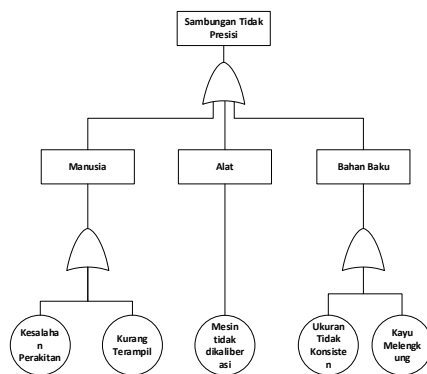 Sambungan Tidak
Presisi
Manusia
Alat
Bahan Baku
Kesalaha
n
Perakitan
Kurang
Terampil
Mesin
tidak
dikaliber
asi
Ukuran
Tidak
Konsiste
n
Kayu
Melengk
ung